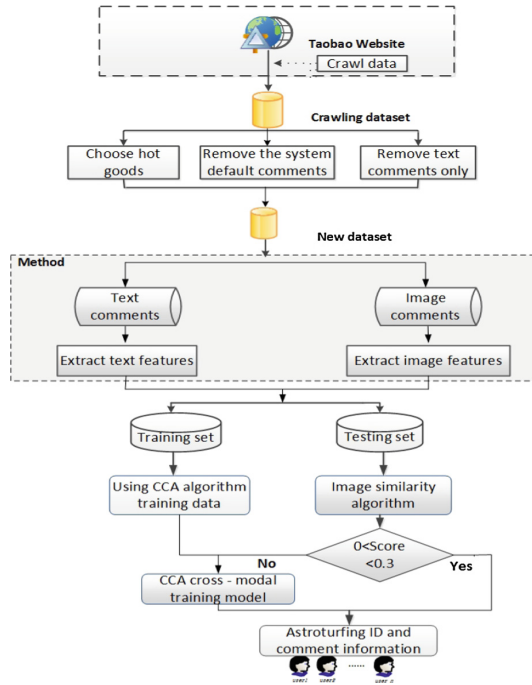 Taobao Website
Crawl data
Crawling dataset
Choose hot
goods
Remove the system
default comments
Remove text
comments only
New dataset
Method
Text
comments
Image
comments
Extract text features
Extract image features
Training set
Testing set
Using CCA algorithm
training data
Image similarity
algorithm
0<Score
<0.3
No
Yes
CCA cross - modal
training model
Astroturfing ID and
comment information
user1
user2
......
user n